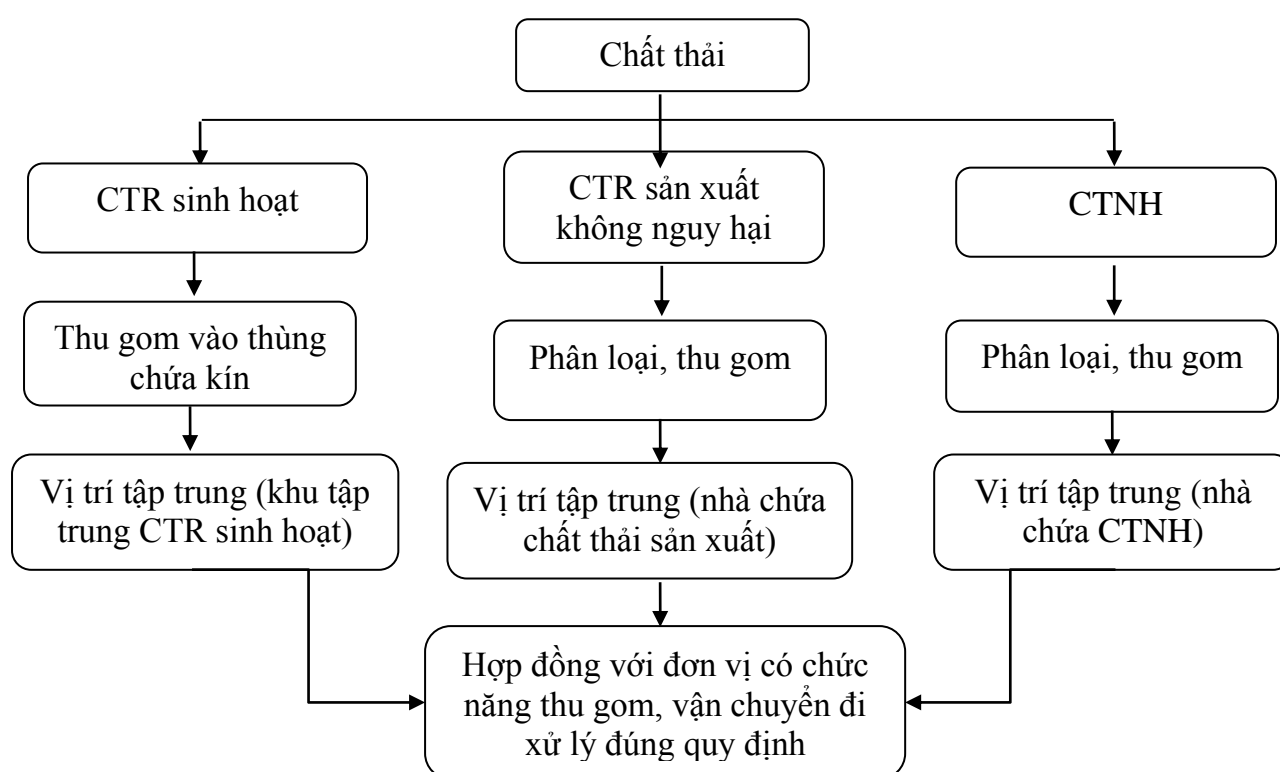 Chất thải
CTR sinh hoạt
CTR sản xuất
không nguy hại
CTNH
Thu gom vào thùng
chứa kín
Phân loại, thu gom
Phân loại, thu gom
Vị trí tập trung (khu tập
trung CTR sinh hoạt)
Vị trí tập trung (nhà chứa
chất thải sản xuất)
Vị trí tập trung (nhà
chứa CTNH)
Hợp đồng với đơn vị có chức
năng thu gom, vận chuyển đi
xử lý đúng quy định